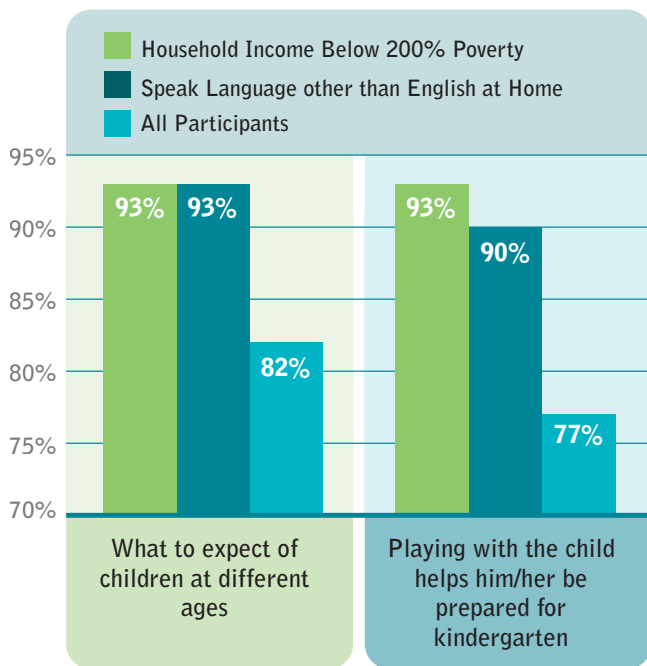 Household Income Below 200% Poverty
Speak Language other than English at Home
All Participants
95%
90%
85%
80%
75%
70%
93%
93%
82%
93%
90%
77%
What to expect of
children at different
ages
Playing with the child
helps him/her be
prepared for
kindergarten